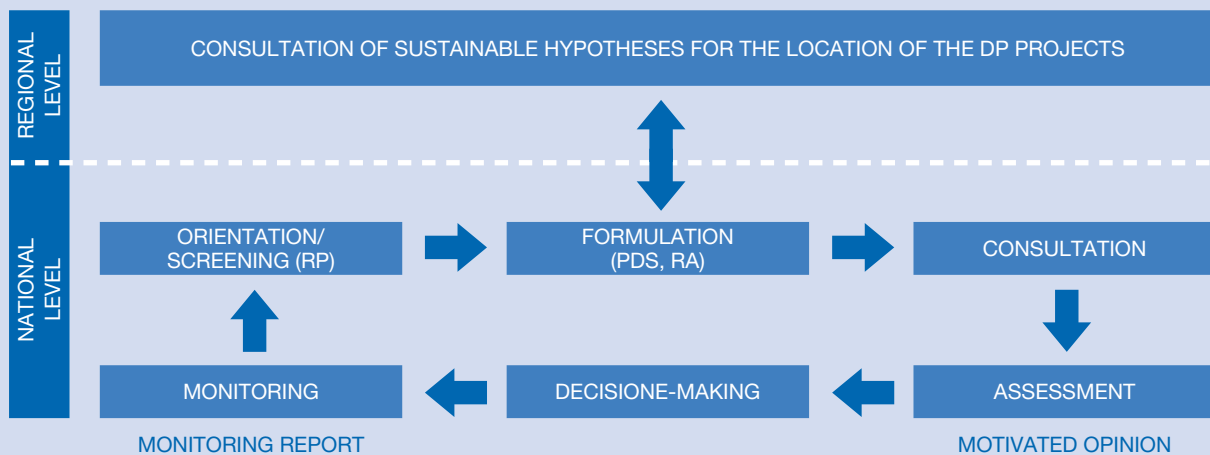 REGIONAL
LEVEL
CONSULTATION OF SUSTAINABLE HYPOTHESES FOR THE LOCATION OF THE DP PROJECTS
NATIONAL
LEVEL
ORIENTATION/
SCREENING (RP)
FORMULATION
(PDS, RA)
CONSULTATION
MONITORING
DECISIONE-MAKING
ASSESSMENT
MONITORING REPORT
MOTIVATED OPINION